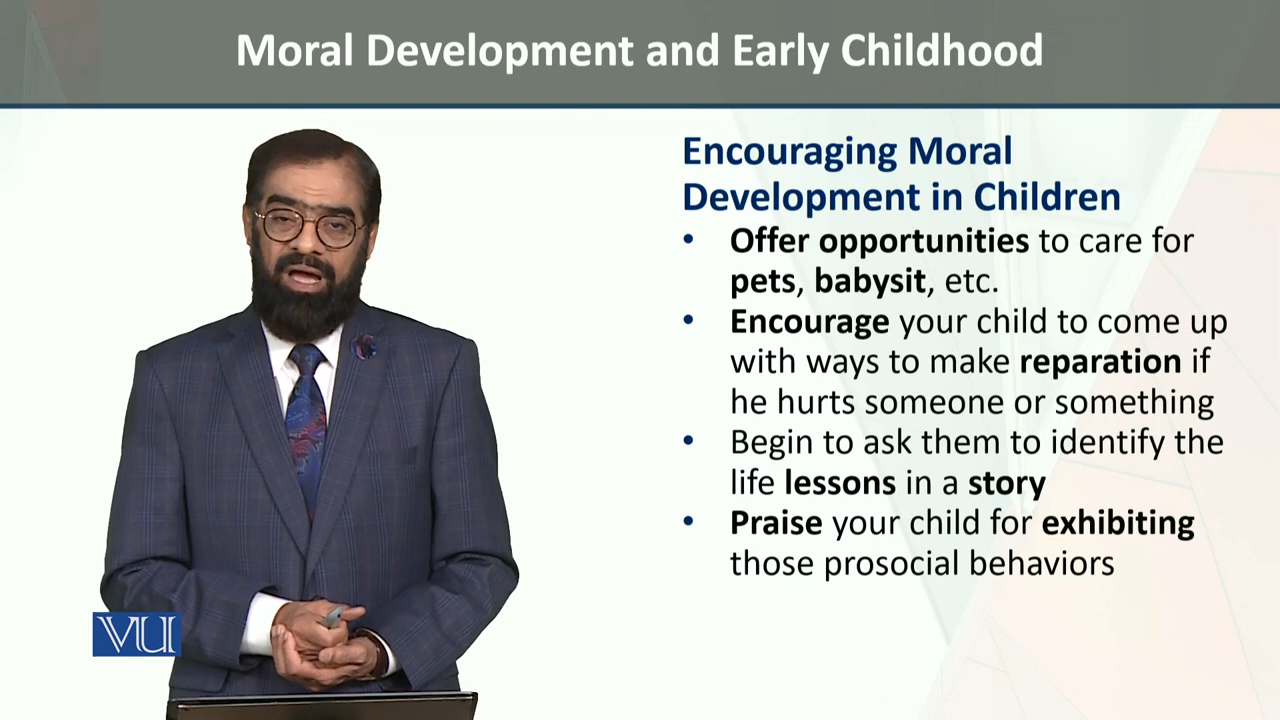 Moral Development and Early Childhood
Encouraging Moral
Development in Children
• Offer opportunities to care for
pets, babysit, etc.
• Encourage your child to come up
with ways to make reparation if
he hurts someone or something
• Begin to ask them to identify the
life lessons in a story
• Praise your child for exhibiting
those prosocial behaviors
VU